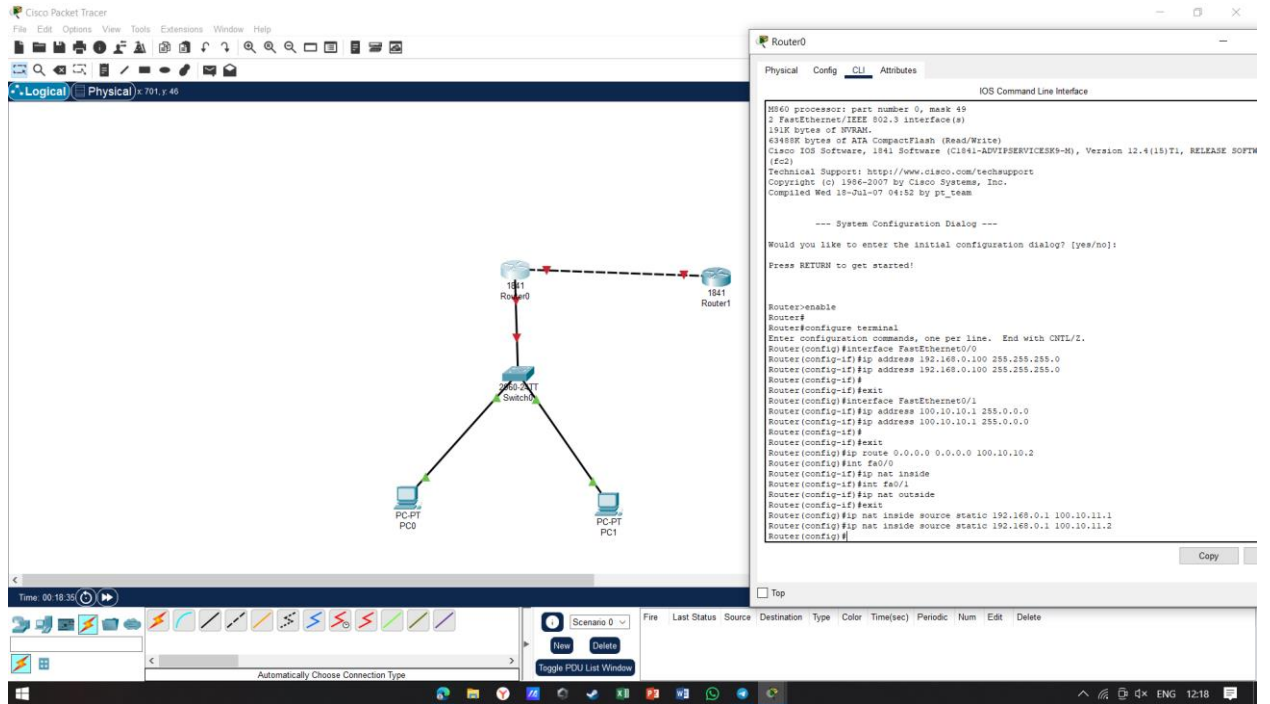 Cisco Packet Tracer
File Edit Options View Tools Extensions Window Help
Logical Physical x: 701, y: 46
1841
Router0
1841
Router1
2960-24TT
Switch0
PC-PT
PC0
PC-PT
PC1
Router0
Physical Config CLI Attributes
IOS Command Line Interface
M860 processor: part number 0, mask 49
2 FastEthernet/IEEE 802.3 interface(s)
191K bytes of NVRAM.
63488K bytes of ATA CompactFlash (Read/Write)
Cisco IOS Software, 1841 Software (C1841-ADVIPSERVICESK9-M), Version 12.4(15)T1, RELEASE SOFTW
(fc2)
Technical Support: http://www.cisco.com/techsupport
Copyright (c) 1986-2007 by Cisco Systems, Inc.
Compiled Wed 18-Jul-07 04:52 by pt_team
--- System Configuration Dialog ---
Would you like to enter the initial configuration dialog? [yes/no]:
Press RETURN to get started!
Router>enable
Router#
Router#configure terminal
Enter configuration commands, one per line. End with CNTL/Z.
Router(config)#interface FastEthernet0/0
Router(config-if)#ip address 192.168.0.100 255.255.255.0
Router(config-if)#ip address 192.168.0.100 255.255.255.0
Router(config-if)#
Router(config-if)#exit
Router(config)#interface FastEthernet0/1
Router(config-if)#ip address 100.10.10.1 255.0.0.0
Router(config-if)#ip address 100.10.10.1 255.0.0.0
Router(config-if)#
Router(config-if)#exit
Router(config)#ip route 0.0.0.0 0.0.0.0 100.10.10.2
Router(config)#int fa0/0
Router(config-if)#ip nat inside
Router(config-if)#int fa0/1
Router(config-if)#ip nat outside
Router(config-if)#exit
Router(config)#ip nat inside source static 192.168.0.1 100.10.11.1
Router(config)#ip nat inside source static 192.168.0.1 100.10.11.2
Router(config)#
Copy
Top
Time: 00:18:35
Scenario 0
New Delete
Toggle PDU List Window
Fire Last Status Source Destination Type Color Time(sec) Periodic Num Edit Delete
Automatically Choose Connection Type
ENG 12:18